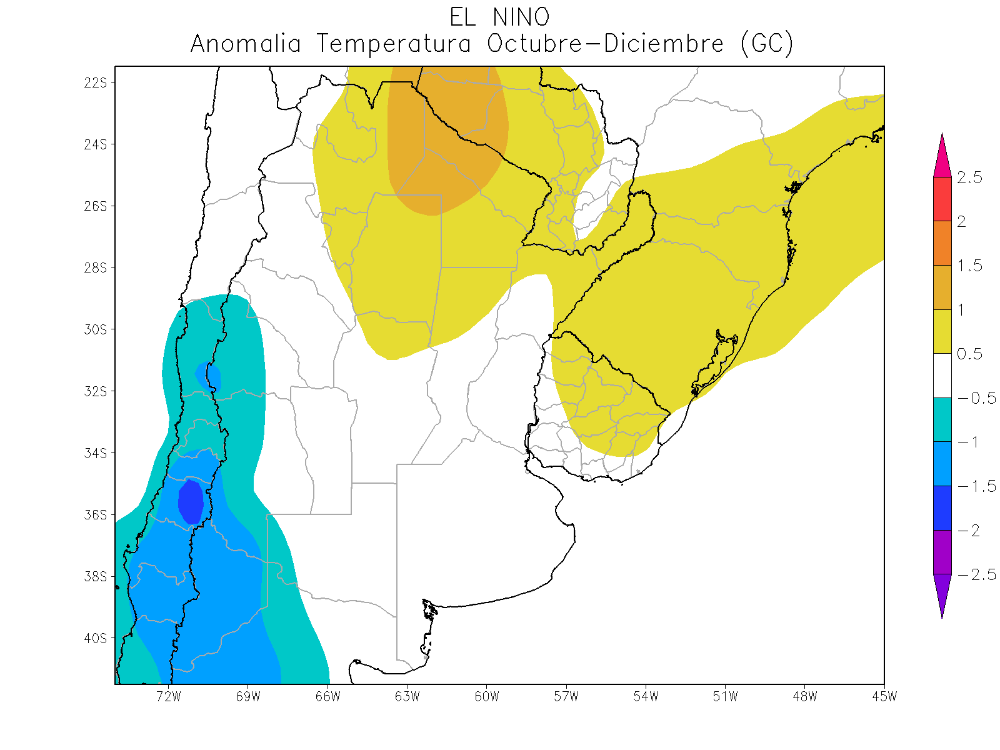 EL NINO
Anomalia Temperatura Octubre-Diciembre (GC)
22S
24S
26S
28S
30S
32S
34S
36S
38S
40S
72W 69W 66W 63W 60W 57W 54W 51W 48W 45W
2.5
2
1.5
1
0.5
-0.5
-1
-1.5
-2
-2.5